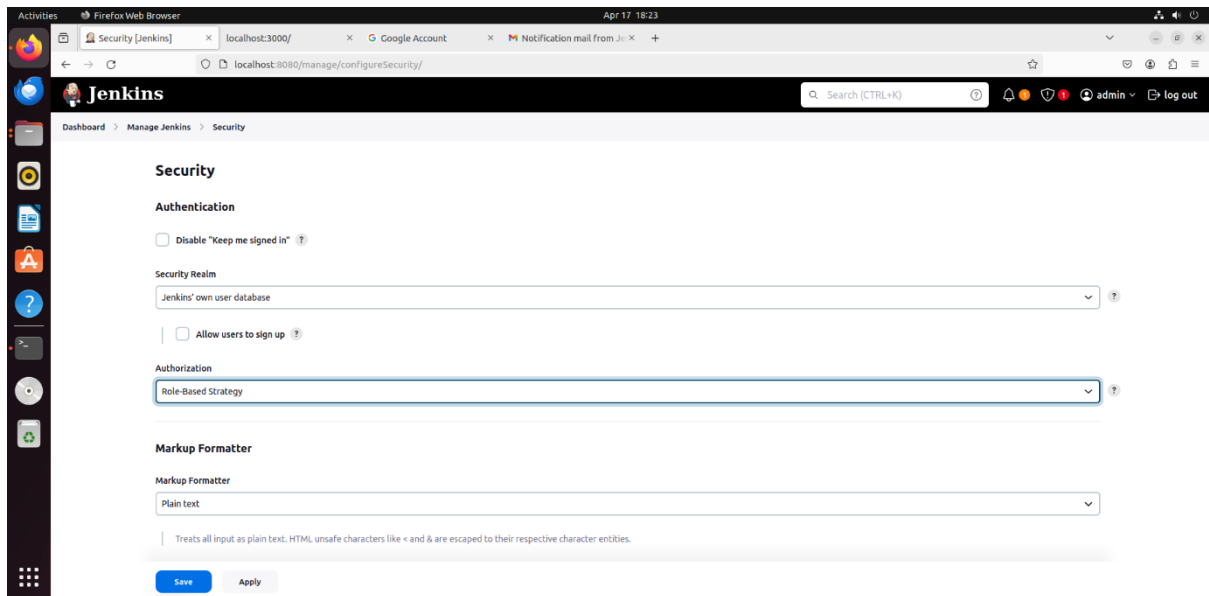 Activities Firefox Web Browser Apr 17 18:23
Security [Jenkins] × localhost:3000/ × G Google Account × M Notification mail from Je × +
localhost:8080/manage/configureSecurity/
Jenkins Search (CTRL+K) ? 1 1 admin log out
Dashboard > Manage Jenkins > Security
Security
Authentication
Disable "Keep me signed in" ?
Security Realm
Jenkins' own user database ?
Allow users to sign up ?
Authorization
Role-Based Strategy ?
Markup Formatter
Markup Formatter
Plain text
Treats all input as plain text. HTML unsafe characters like < and & are escaped to their respective character entities.
Save Apply